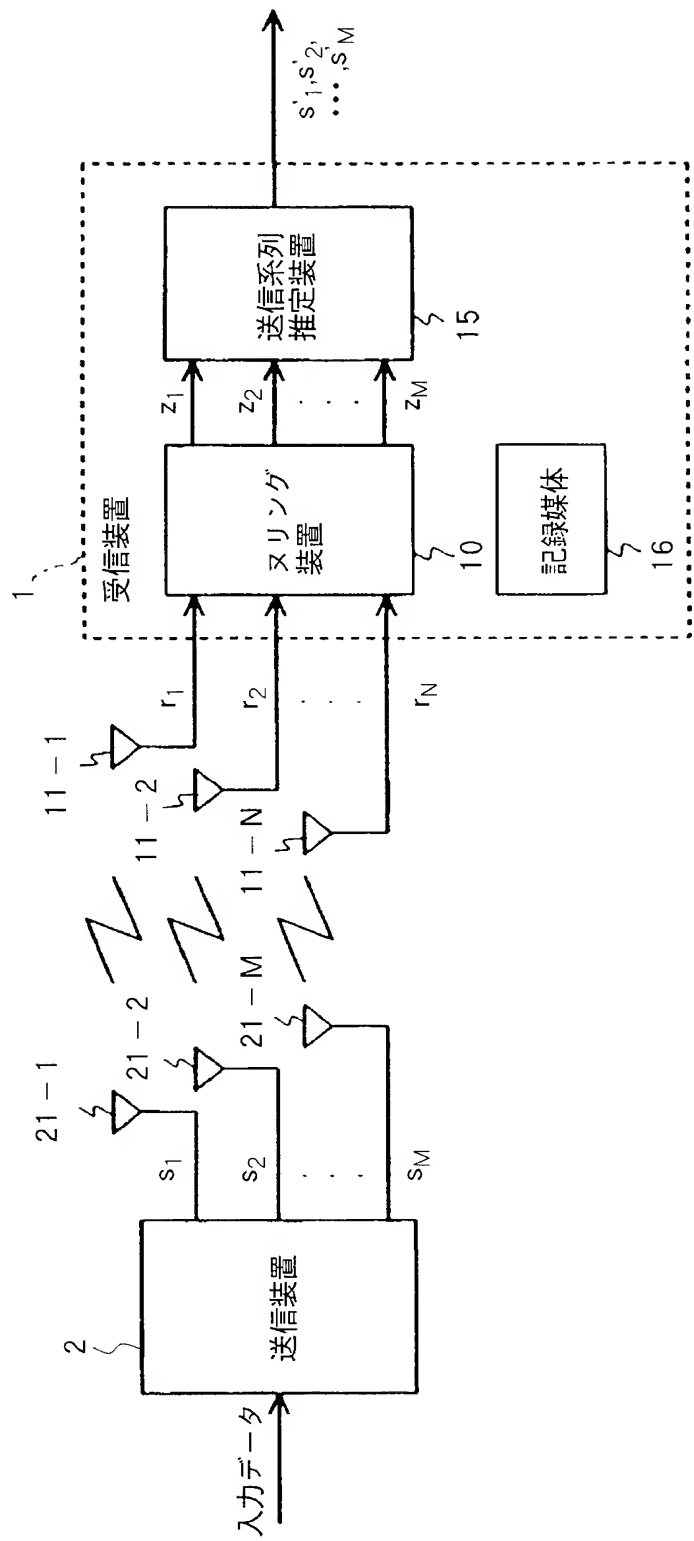 入力データ
2
送信装置
s1
s2
· · · ·
sM
21-1
21-2
21-M
11-1
11-2
11-N
r1
r2
· · · ·
rN
1
受信装置
ヌリング
装置
10
z1
z2
· · · ·
zM
送信系列
推定装置
15
記録媒体
16
s'1,s'2,
•••,s'M